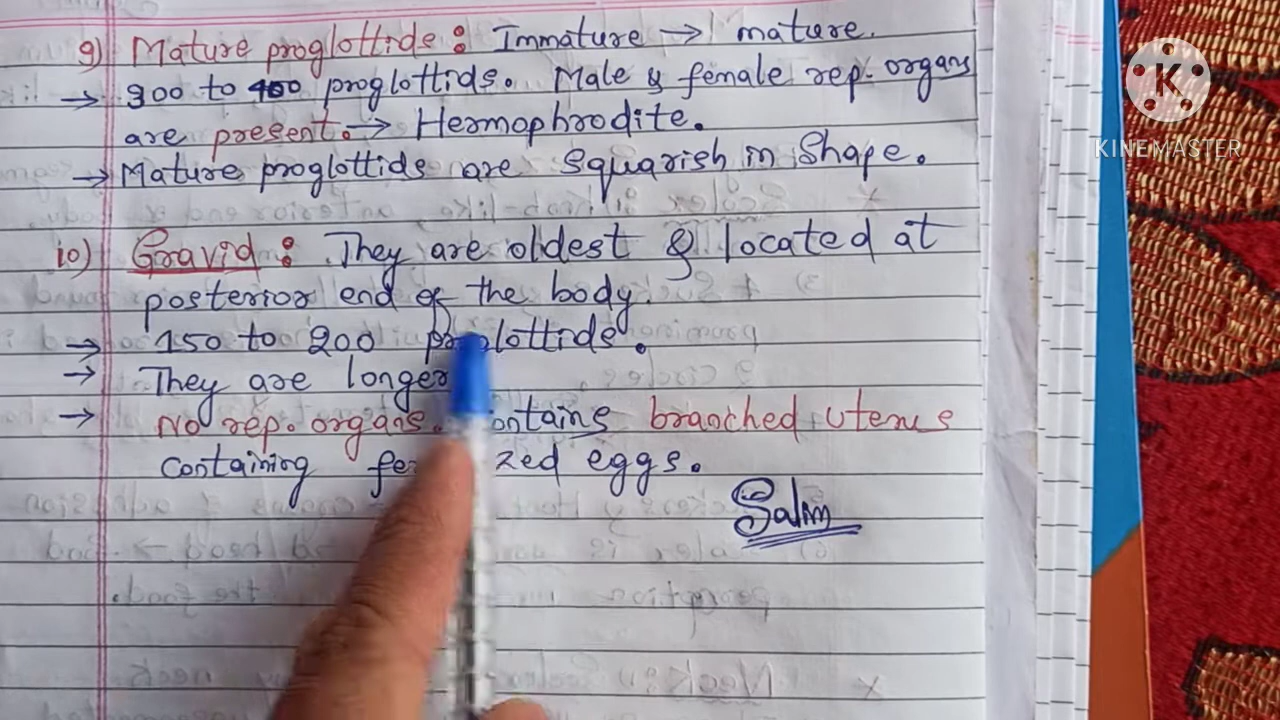 9) Mature proglottide: Immature → mature.
→ 300 to 400 proglottids. Male & female rep. organs
are present. → Hermophrodite.
→ Mature proglottids are Squarish in Shape.
10) Gravid: They are oldest & located at
posterior end of the body.
→ 150 to 200 proglottide.
→ They are longer
→ No rep. organs. contains branched uterus
containing eggs.
Salim
K
KINEMASTER